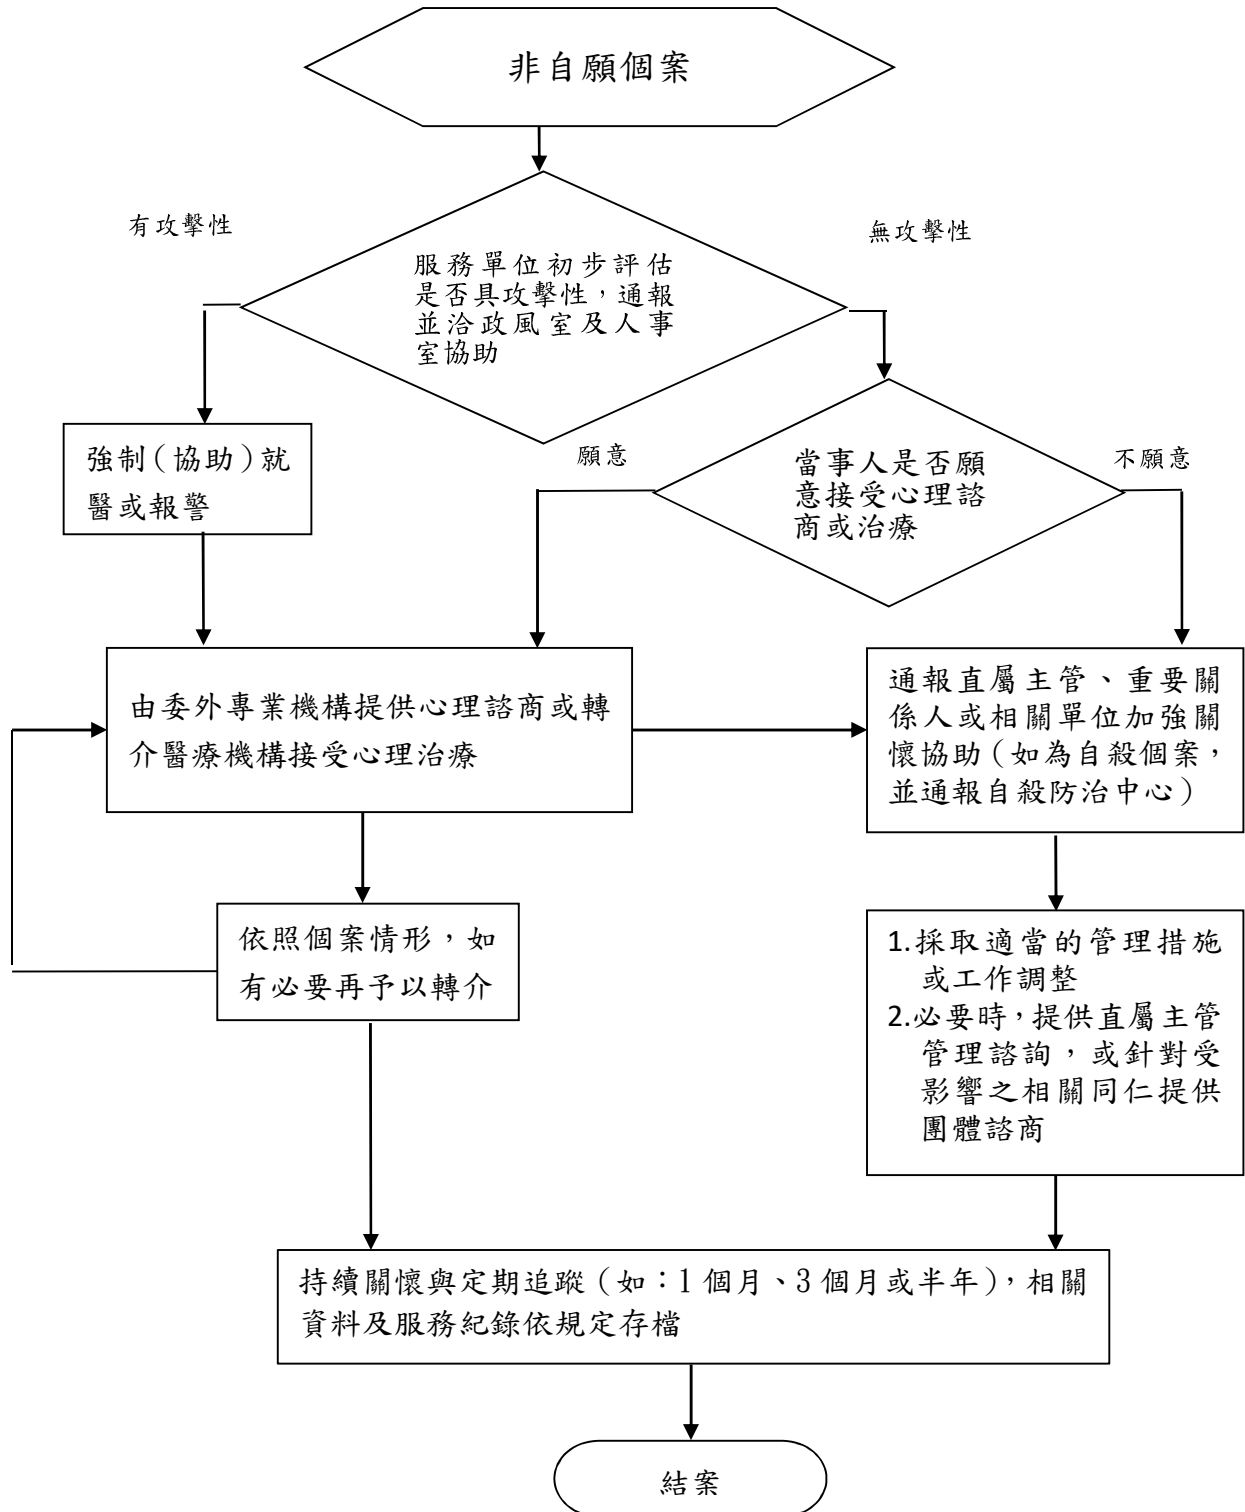 非自願個案
有攻擊性
無攻擊性
服務單位初步評估
是否具攻擊性，通報
並洽政風室及人事
室協助
強制(協助)就
醫或報警
願意
不願意
當事人是否願
意接受心理諮
商或治療
由委外專業機構提供心理諮商或轉
介醫療機構接受心理治療
通報直屬主管、重要關
係人或相關單位加強關
懷協助(如為自殺個案，
並通報自殺防治中心)
依照個案情形，如
有必要再予以轉介
1.採取適當的管理措施
或工作調整
2.必要時，提供直屬主管
管理諮詢，或針對受
影響之相關同仁提供
團體諮商
持續關懷與定期追蹤(如：1個月、3個月或半年)，相關
資料及服務紀錄依規定存檔
結案